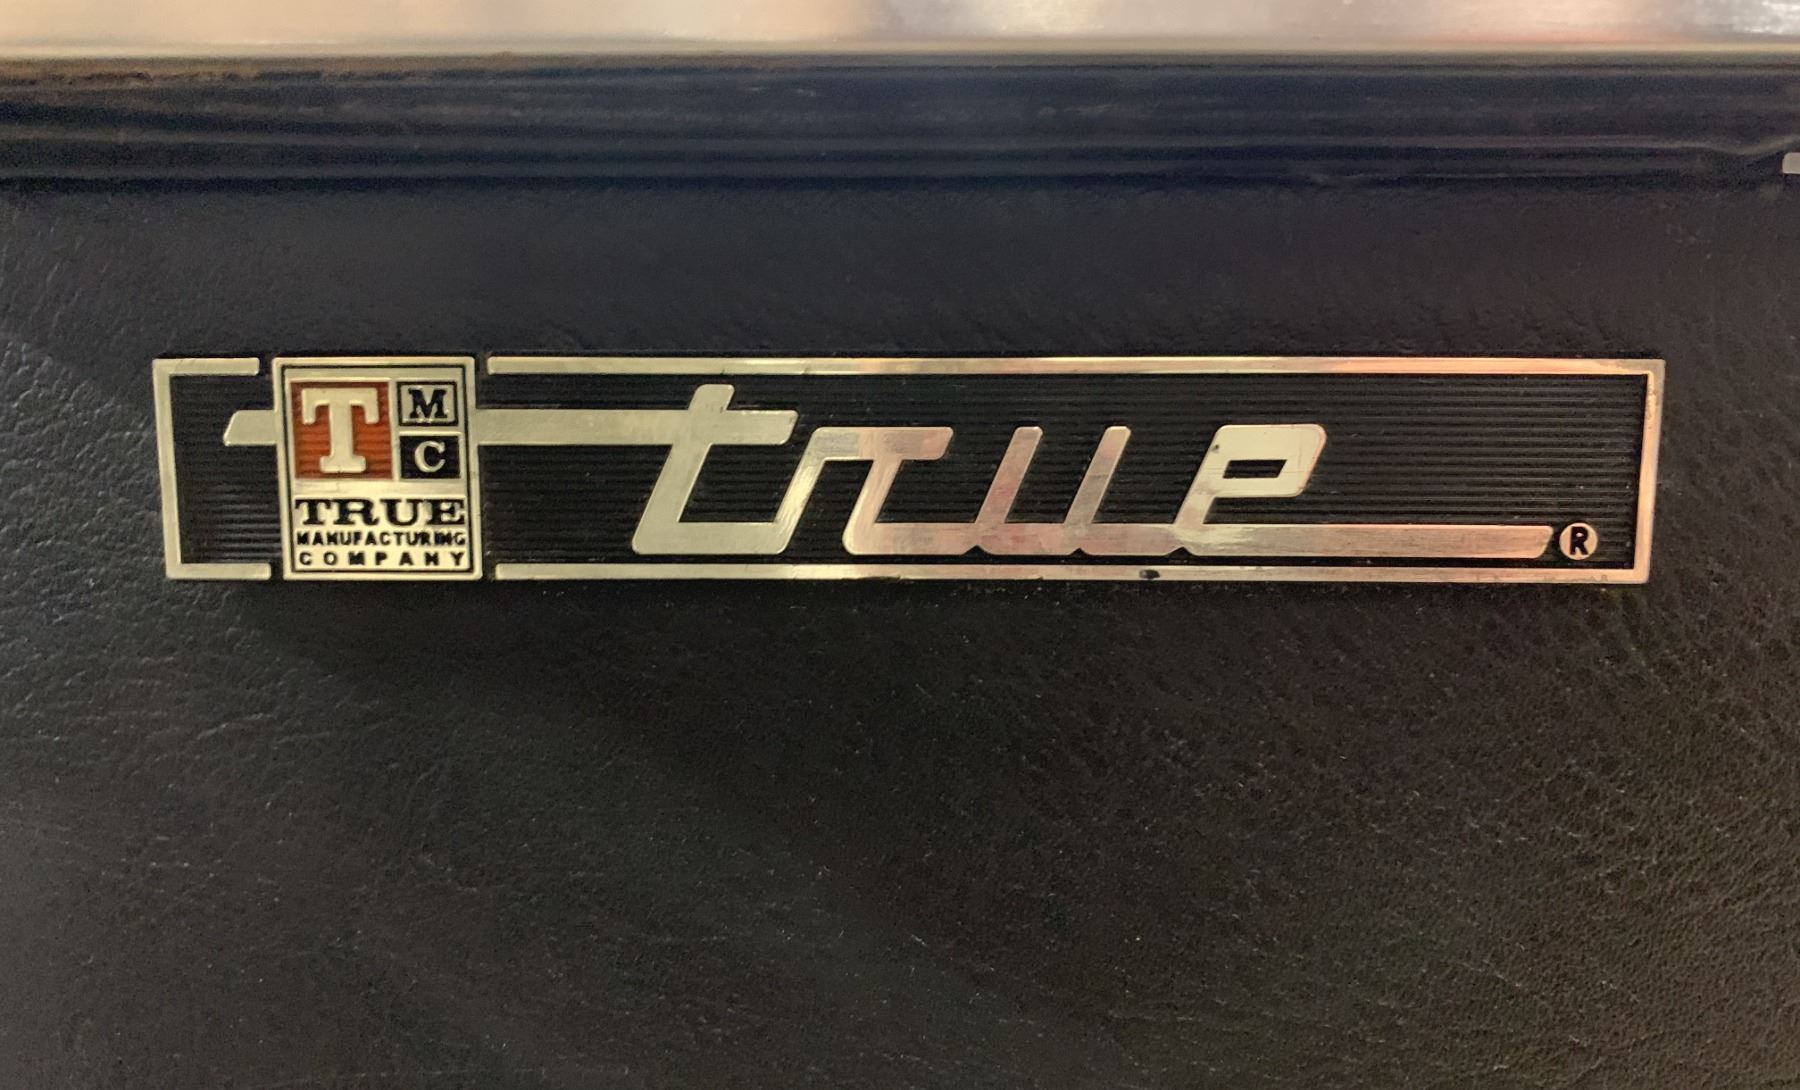 T M
C
TRUE
MANUFACTURING
COMPANY
true ®